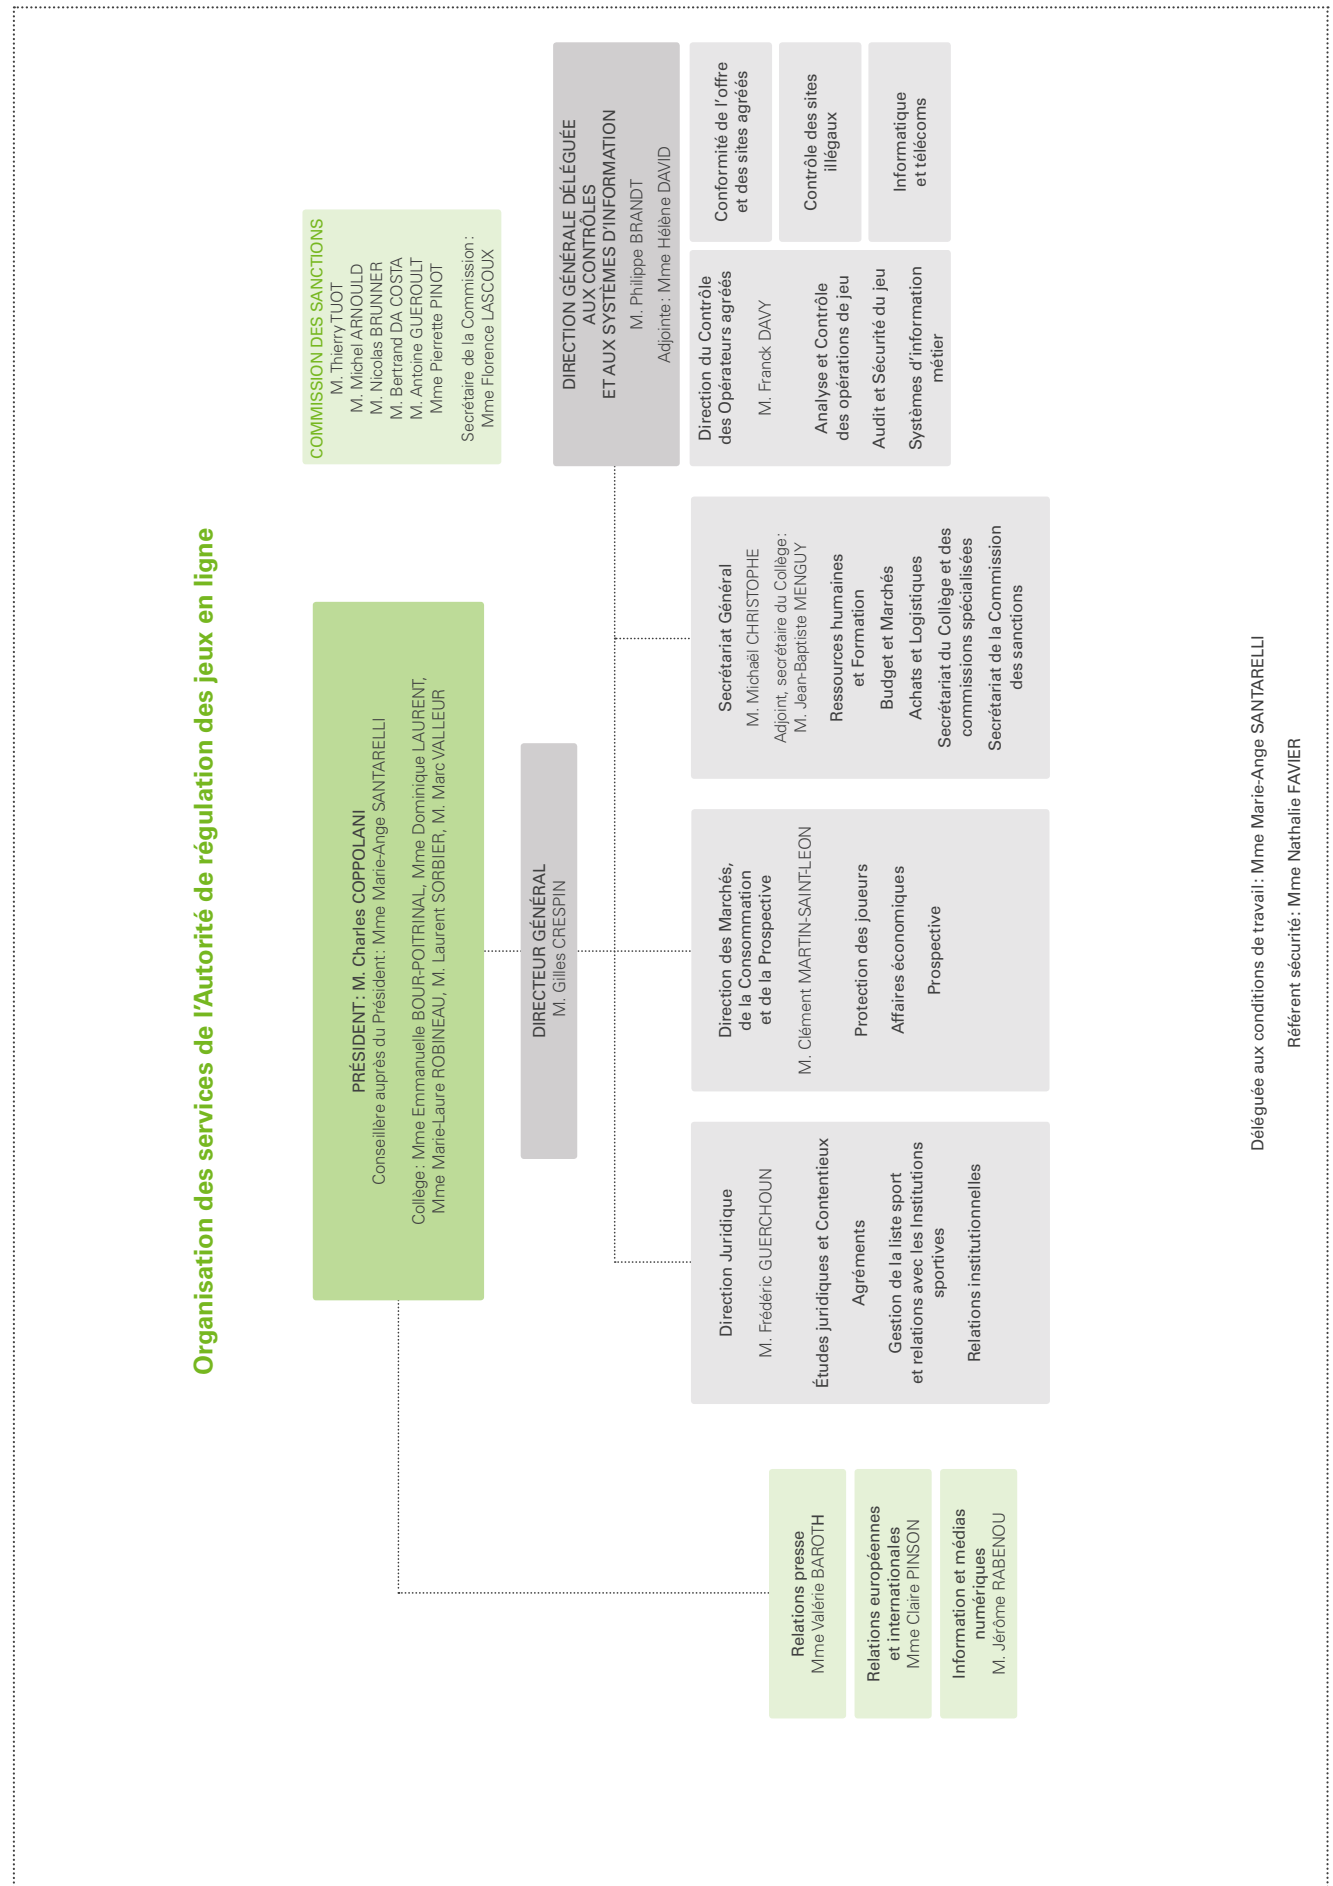 Organisation des services de l'Autorité de régulation des jeux en ligne
PRÉSIDENT : M. Charles COPPOLANI
Conseillère auprès du Président : Mme Marie-Ange SANTARELLI
Collège : Mme Emmanuelle BOUR-POITRINAL, Mme Dominique LAURENT,
Mme Marie-Laure ROBINEAU, M. Laurent SORBIER, M. Marc VALLEUR
COMMISSION DES SANCTIONS
M. Thierry TUOT
M. Michel ARNOULD
M. Nicolas BRUNNER
M. Bertrand DA COSTA
M. Antoine GUEROULT
Mme Pierrette PINOT
Secrétaire de la Commission :
Mme Florence LASCOUX
DIRECTEUR GÉNÉRAL
M. Gilles CRESPIN
DIRECTION GÉNÉRALE DÉLÉGUÉE
AUX CONTRÔLES
ET AUX SYSTÈMES D'INFORMATION
M. Philippe BRANDT
Adjointe : Mme Hélène DAVID
Relations presse
Mme Valérie BAROTH
Relations européennes
et internationales
Mme Claire PINSON
Information et médias
numériques
M. Jérôme RABENOU
Direction Juridique
M. Frédéric GUERCHOUN
Études juridiques et Contentieux
Agréments
Gestion de la liste sport
et relations avec les Institutions
sportives
Relations institutionnelles
Direction des Marchés,
de la Consommation
et de la Prospective
M. Clément MARTIN-SAINT-LEON
Protection des joueurs
Affaires économiques
Prospective
Secrétariat Général
M. Michaël CHRISTOPHE
Adjoint, secrétaire du Collège :
M. Jean-Baptiste MENGUY
Ressources humaines
et Formation
Budget et Marchés
Achats et Logistiques
Secrétariat du Collège et des
commissions spécialisées
Secrétariat de la Commission
des sanctions
Direction du Contrôle
des Opérateurs agréés
M. Franck DAVY
Analyse et Contrôle
des opérations de jeu
Audit et Sécurité du jeu
Systèmes d'information
métier
Conformité de l'offre
et des sites agréés
Contrôle des sites
illégaux
Informatique
et télécoms
Déléguée aux conditions de travail : Mme Marie-Ange SANTARELLI
Référent sécurité : Mme Nathalie FAVIER